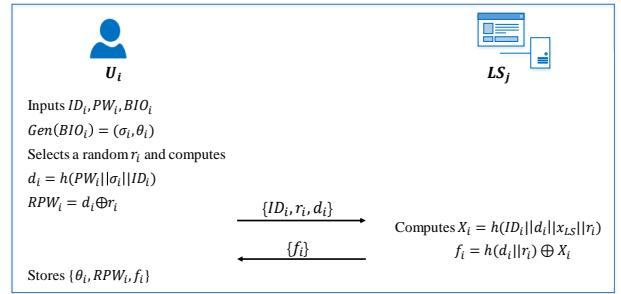 U_i
LS_j
Inputs ID_i, PW_i, BIO_i
Gen(BIO_i) = (σ_i, θ_i)
Selects a random r_i and computes
d_i = h(PW_i||σ_i||ID_i)
RPW_i = d_i⊕r_i
{ID_i, r_i, d_i}
Computes X_i = h(ID_i||d_i||x_LS||r_i)
{f_i}
f_i = h(d_i||r_i) ⊕ X_i
Stores {θ_i, RPW_i, f_i}